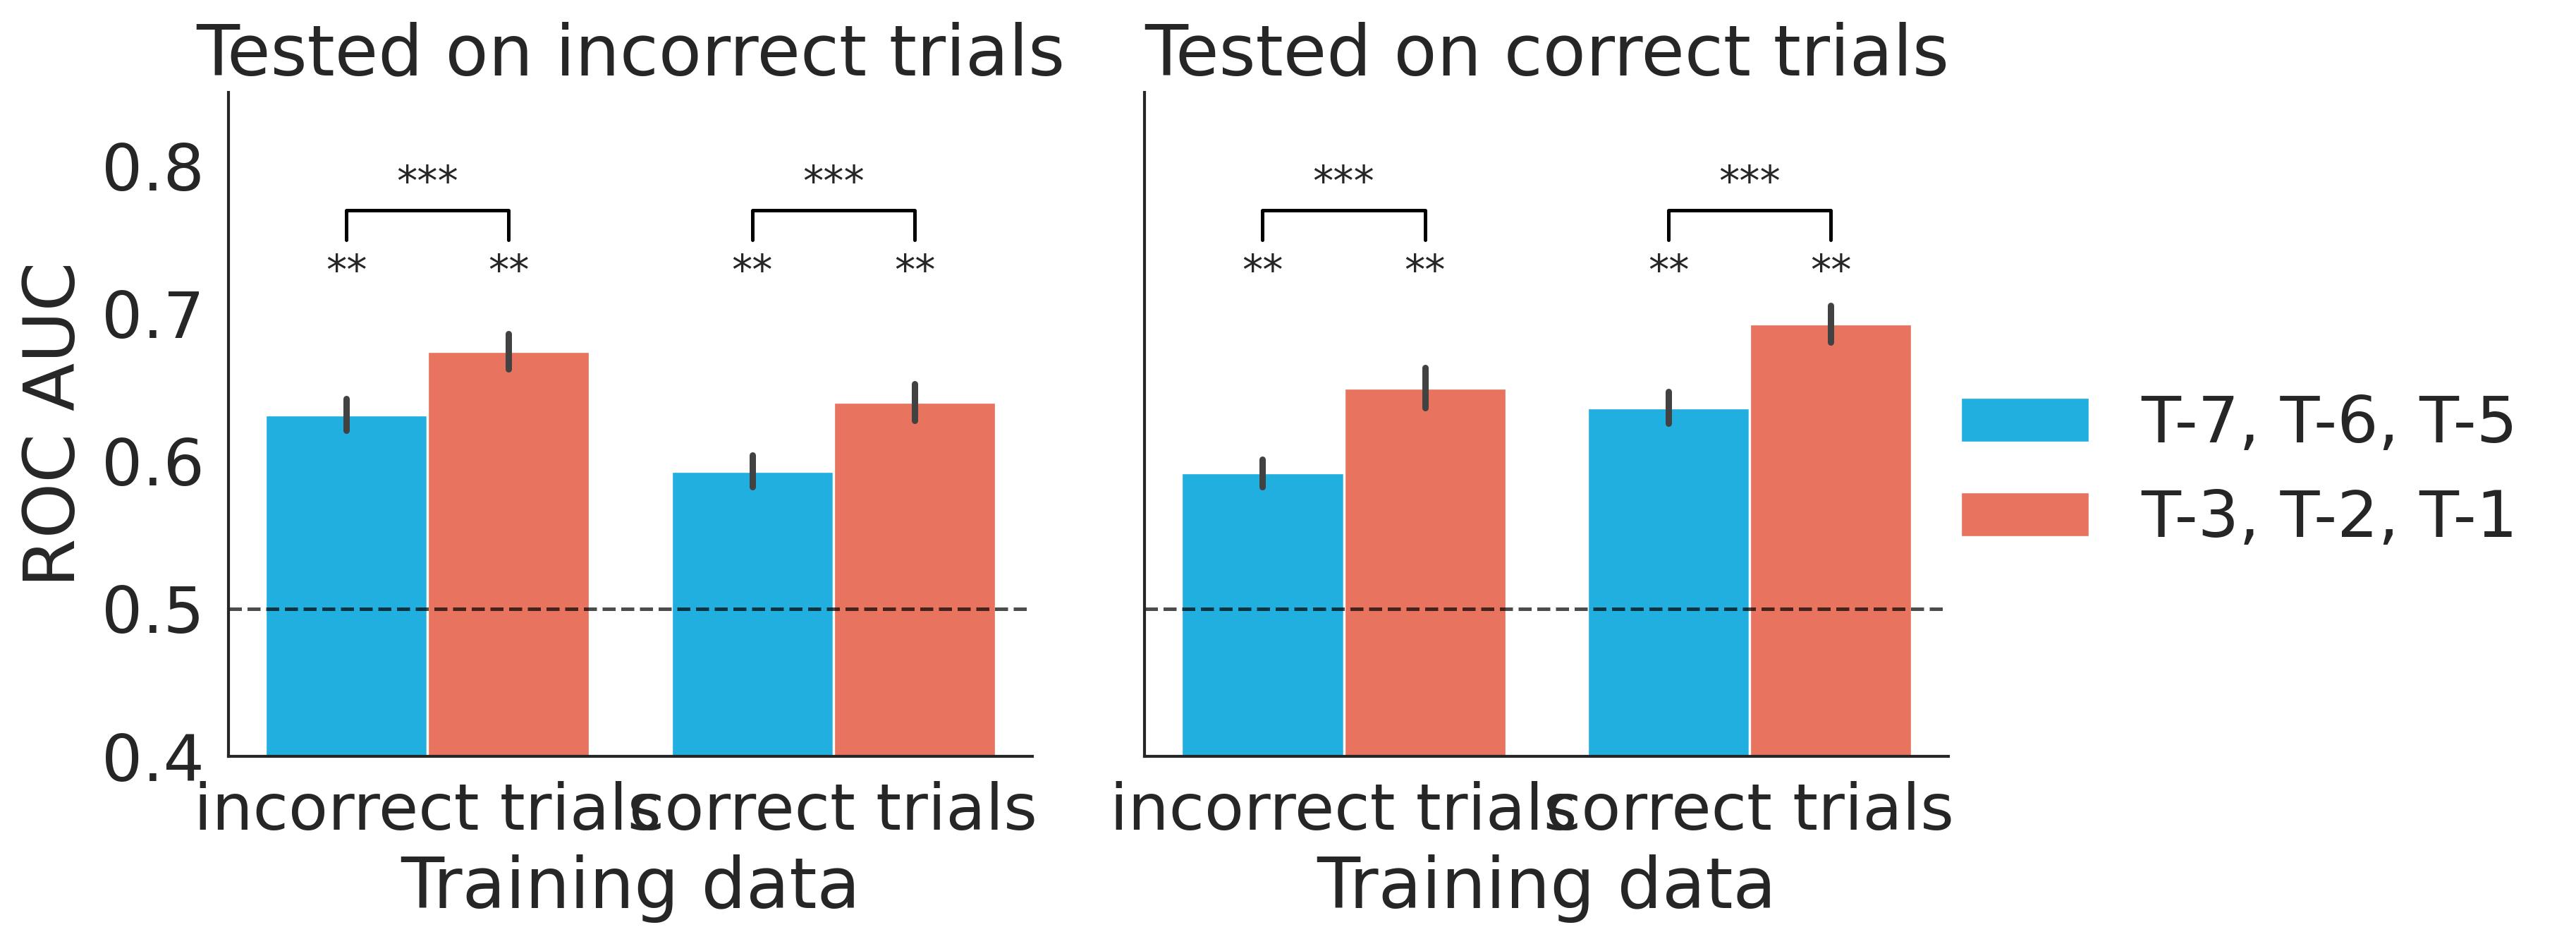 Tested on incorrect trials
Tested on correct trials
ROC AUC
0.8
0.7
0.6
0.5
0.4
*** ***
** ** ** **
*** ***
** ** ** **
incorrect trials correct trials
Training data
incorrect trials correct trials
Training data
T-7, T-6, T-5
T-3, T-2, T-1